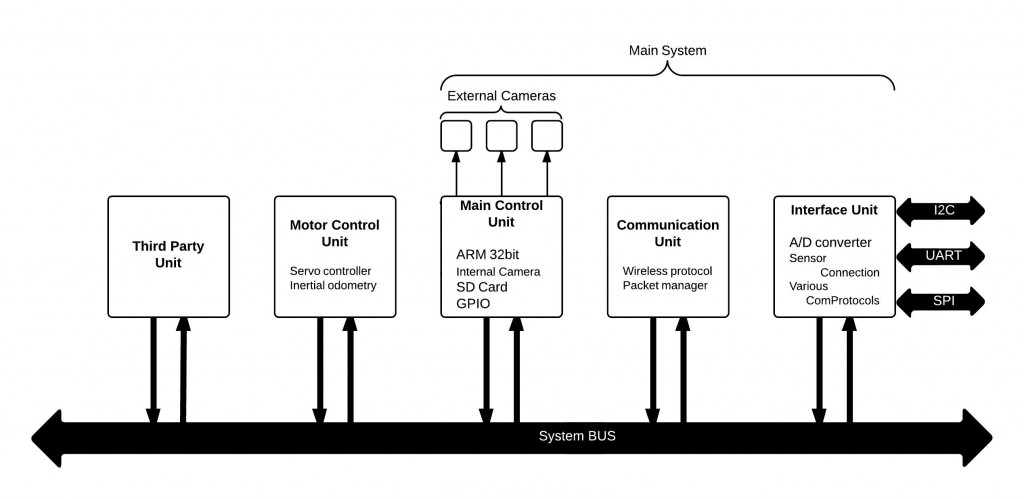 Main System
External Cameras
Third Party
Unit
Motor Control
Unit
Servo controller
Inertial odometry
Main Control
Unit
ARM 32bit
Internal Camera
SD Card
GPIO
Communication
Unit
Wireless protocol
Packet manager
Interface Unit
A/D converter
Sensor
Connection
Various
ComProtocols
I2C
UART
SPI
System BUS